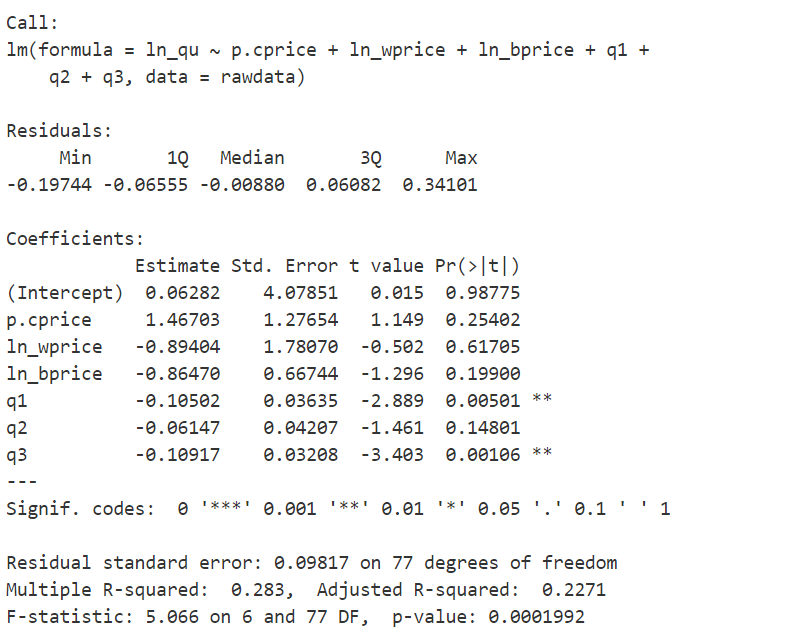 Call:
lm(formula = ln_qu ~ p.cprice + ln_wprice + ln_bprice + q1 +
    q2 + q3, data = rawdata)

Residuals:
     Min       1Q   Median       3Q      Max
-0.19744 -0.06555 -0.00880  0.06082  0.34101

Coefficients:
            Estimate Std. Error t value Pr(>|t|)
(Intercept)  0.06282    4.07851   0.015  0.98775
p.cprice     1.46703    1.27654   1.149  0.25402
ln_wprice   -0.89404    1.78070  -0.502  0.61705
ln_bprice   -0.86470    0.66744  -1.296  0.19900
q1          -0.10502    0.03635  -2.889  0.00501 **
q2          -0.06147    0.04207  -1.461  0.14801
q3          -0.10917    0.03208  -3.403  0.00106 **
---
Signif. codes:  0 '***' 0.001 '**' 0.01 '*' 0.05 '.' 0.1 ' ' 1

Residual standard error: 0.09817 on 77 degrees of freedom
Multiple R-squared:  0.283,  Adjusted R-squared:  0.2271
F-statistic: 5.066 on 6 and 77 DF,  p-value: 0.0001992